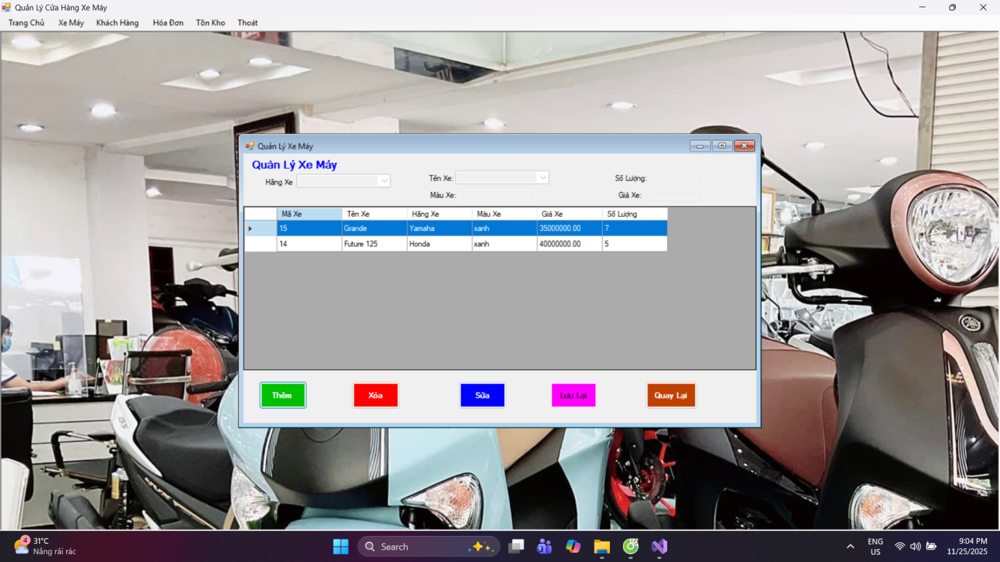 Quản Lý Cửa Hàng Xe Máy
Trang Chủ Xe Máy Khách Hàng Hóa Đơn Tồn Kho Thoát
Quản Lý Xe Máy
Quản Lý Xe Máy
Hãng Xe Tên Xe: Số Lượng:
Màu Xe: Giá Xe:
Mã Xe Tên Xe Hãng Xe Màu Xe Giá Xe Số Lượng
15 Grande Yamaha xanh 35000000.00 7
14 Future 125 Honda xanh 40000000.00 5
Thêm Xóa Sửa Lưu Lại Quay Lại
155
4 31°C
Nắng rải rác
Search
ENG
US
9:04 PM
11/25/2025